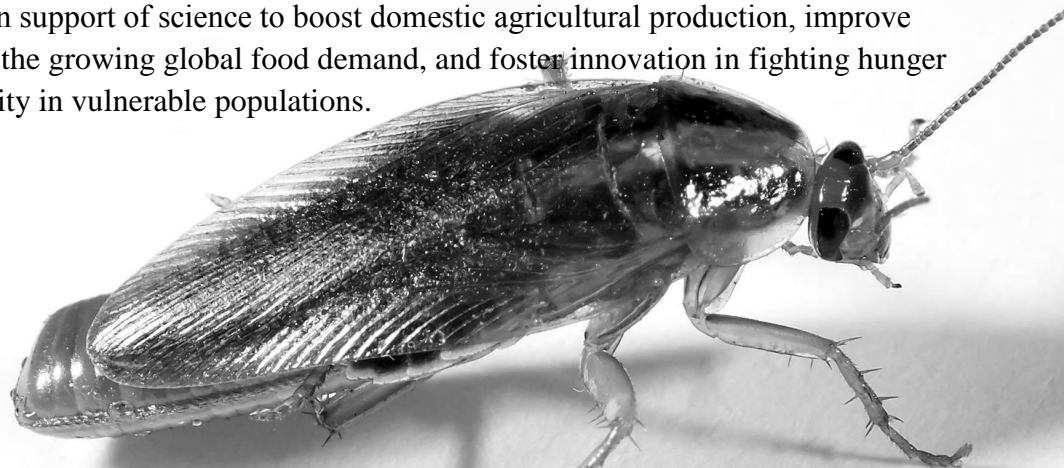 n support of science to boost domestic agricultural production, improve
the growing global food demand, and foster innovation in fighting hunger
ity in vulnerable populations.